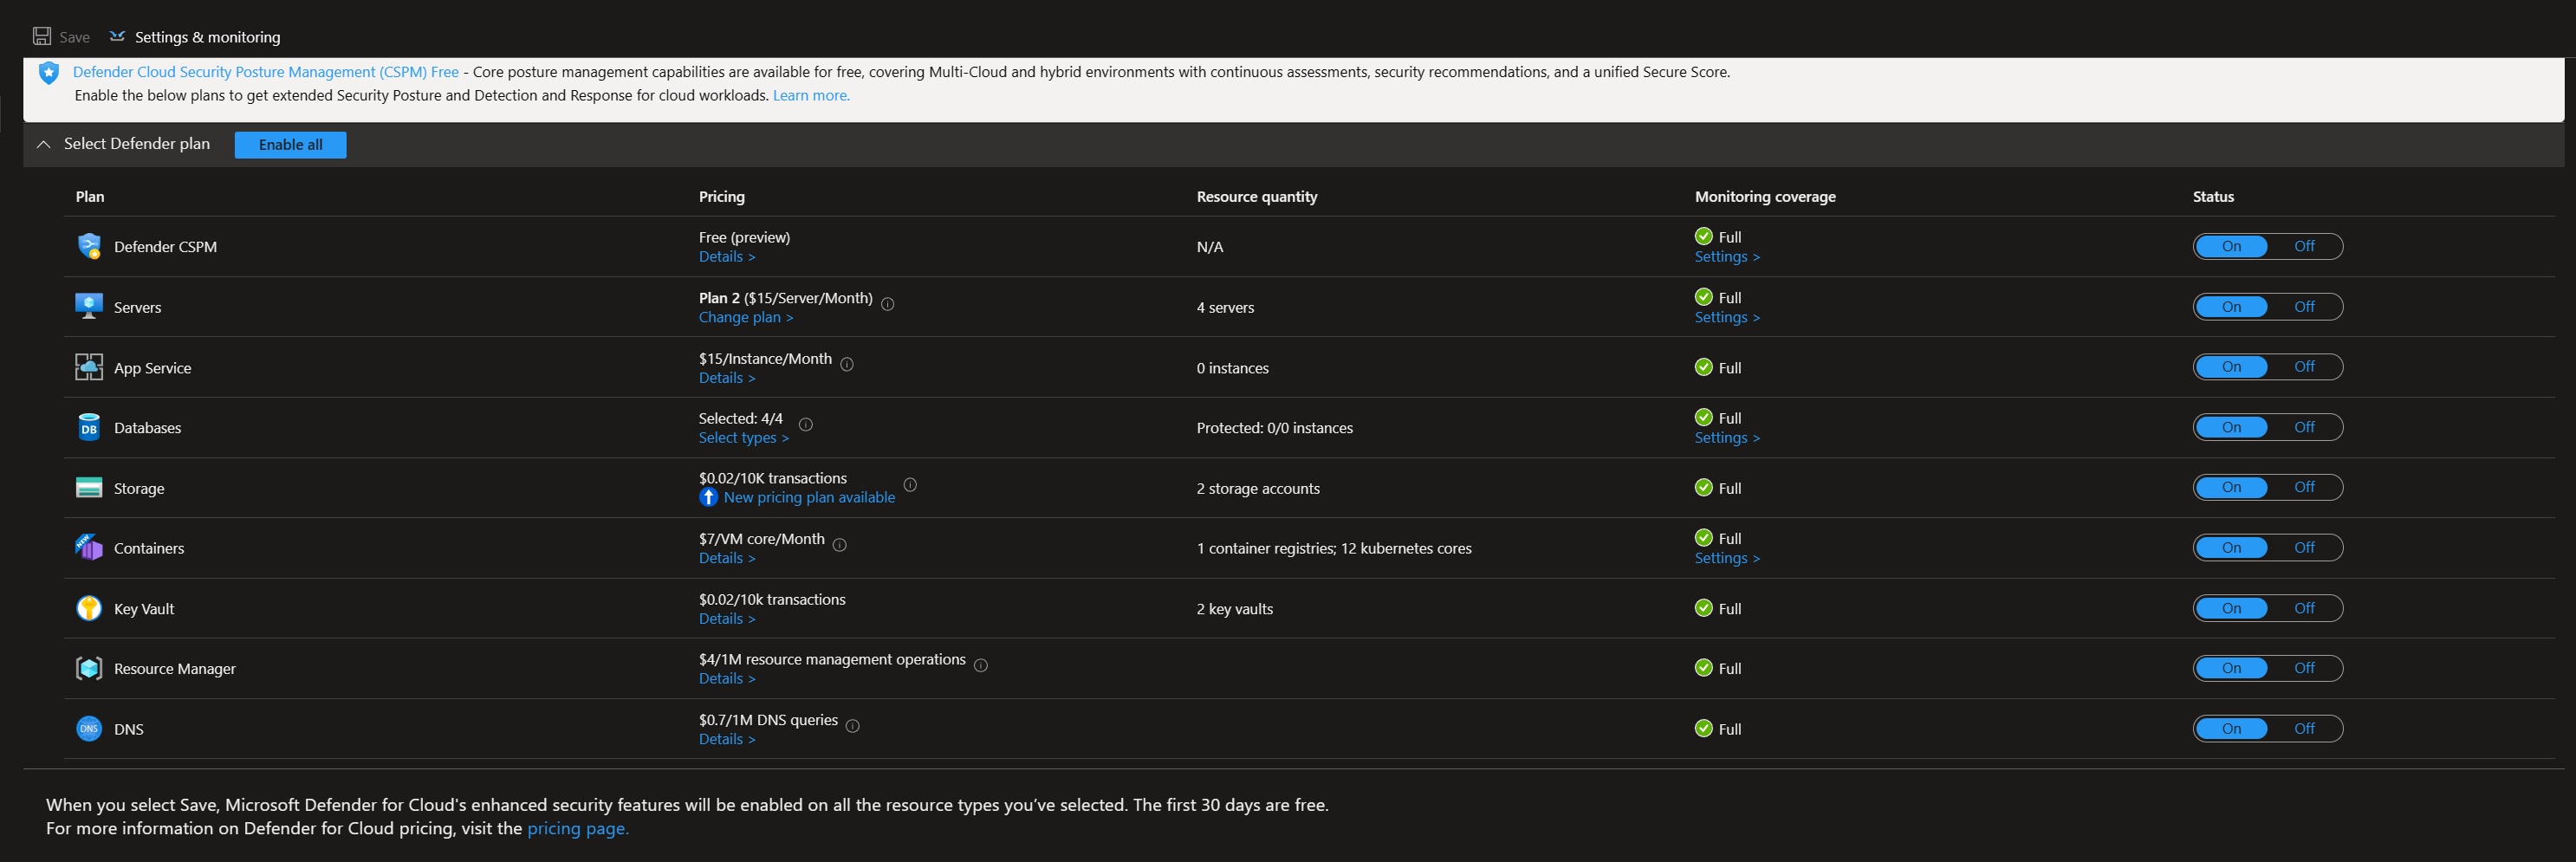 Save Settings & monitoring
Defender Cloud Security Posture Management (CSPM) Free - Core posture management capabilities are available for free, covering Multi-Cloud and hybrid environments with continuous assessments, security recommendations, and a unified Secure Score.
Enable the below plans to get extended Security Posture and Detection and Response for cloud workloads. Learn more.
Select Defender plan Enable all
Plan Pricing Resource quantity Monitoring coverage Status
Defender CSPM Free (preview) N/A Full On Off
Details > Settings >
Servers Plan 2 ($15/Server/Month) 4 servers Full On Off
Change plan > Settings >
App Service $15/Instance/Month 0 instances Full On Off
Details >
DB Databases Selected: 4/4 Protected: 0/0 instances Full On Off
Select types > Settings >
Storage $0.02/10K transactions 2 storage accounts Full On Off
New pricing plan available
NEW Containers $7/VM core/Month 1 container registries; 12 kubernetes cores Full On Off
Details > Settings >
Key Vault $0.02/10k transactions 2 key vaults Full On Off
Details >
Resource Manager $4/1M resource management operations Full On Off
Details >
DNS DNS $0.7/1M DNS queries Full On Off
Details >
When you select Save, Microsoft Defender for Cloud's enhanced security features will be enabled on all the resource types you've selected. The first 30 days are free.
For more information on Defender for Cloud pricing, visit the pricing page.